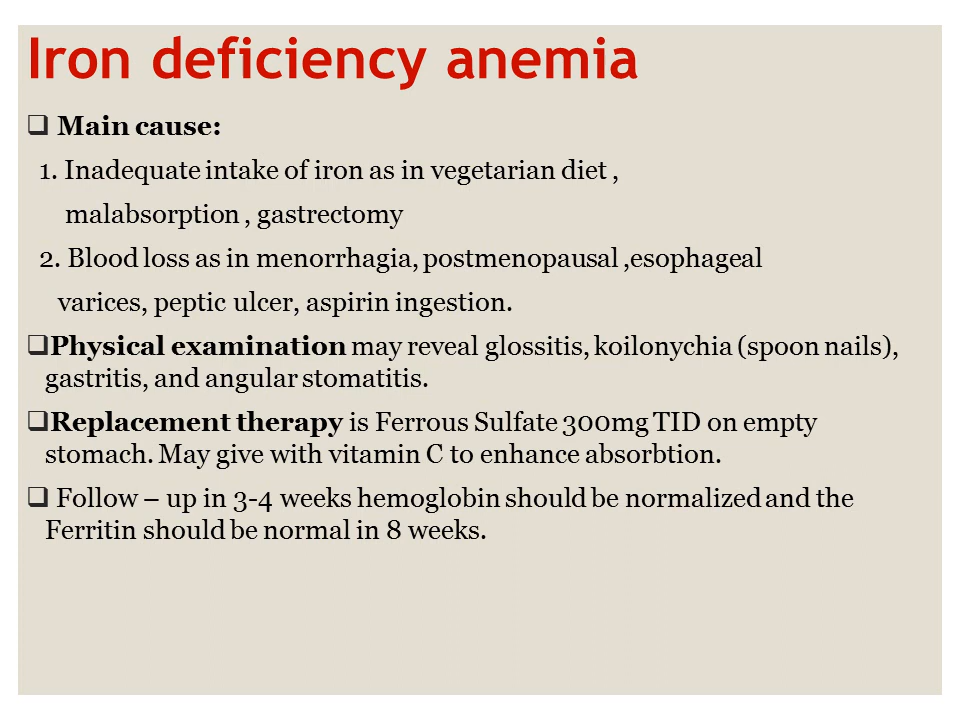 Iron deficiency anemia
❑ Main cause:
1. Inadequate intake of iron as in vegetarian diet ,
malabsorption , gastrectomy
2. Blood loss as in menorrhagia, postmenopausal ,esophageal
varices, peptic ulcer, aspirin ingestion.
❑Physical examination may reveal glossitis, koilonychia (spoon nails),
gastritis, and angular stomatitis.
❑Replacement therapy is Ferrous Sulfate 300mg TID on empty
stomach. May give with vitamin C to enhance absorbtion.
❑ Follow – up in 3-4 weeks hemoglobin should be normalized and the
Ferritin should be normal in 8 weeks.